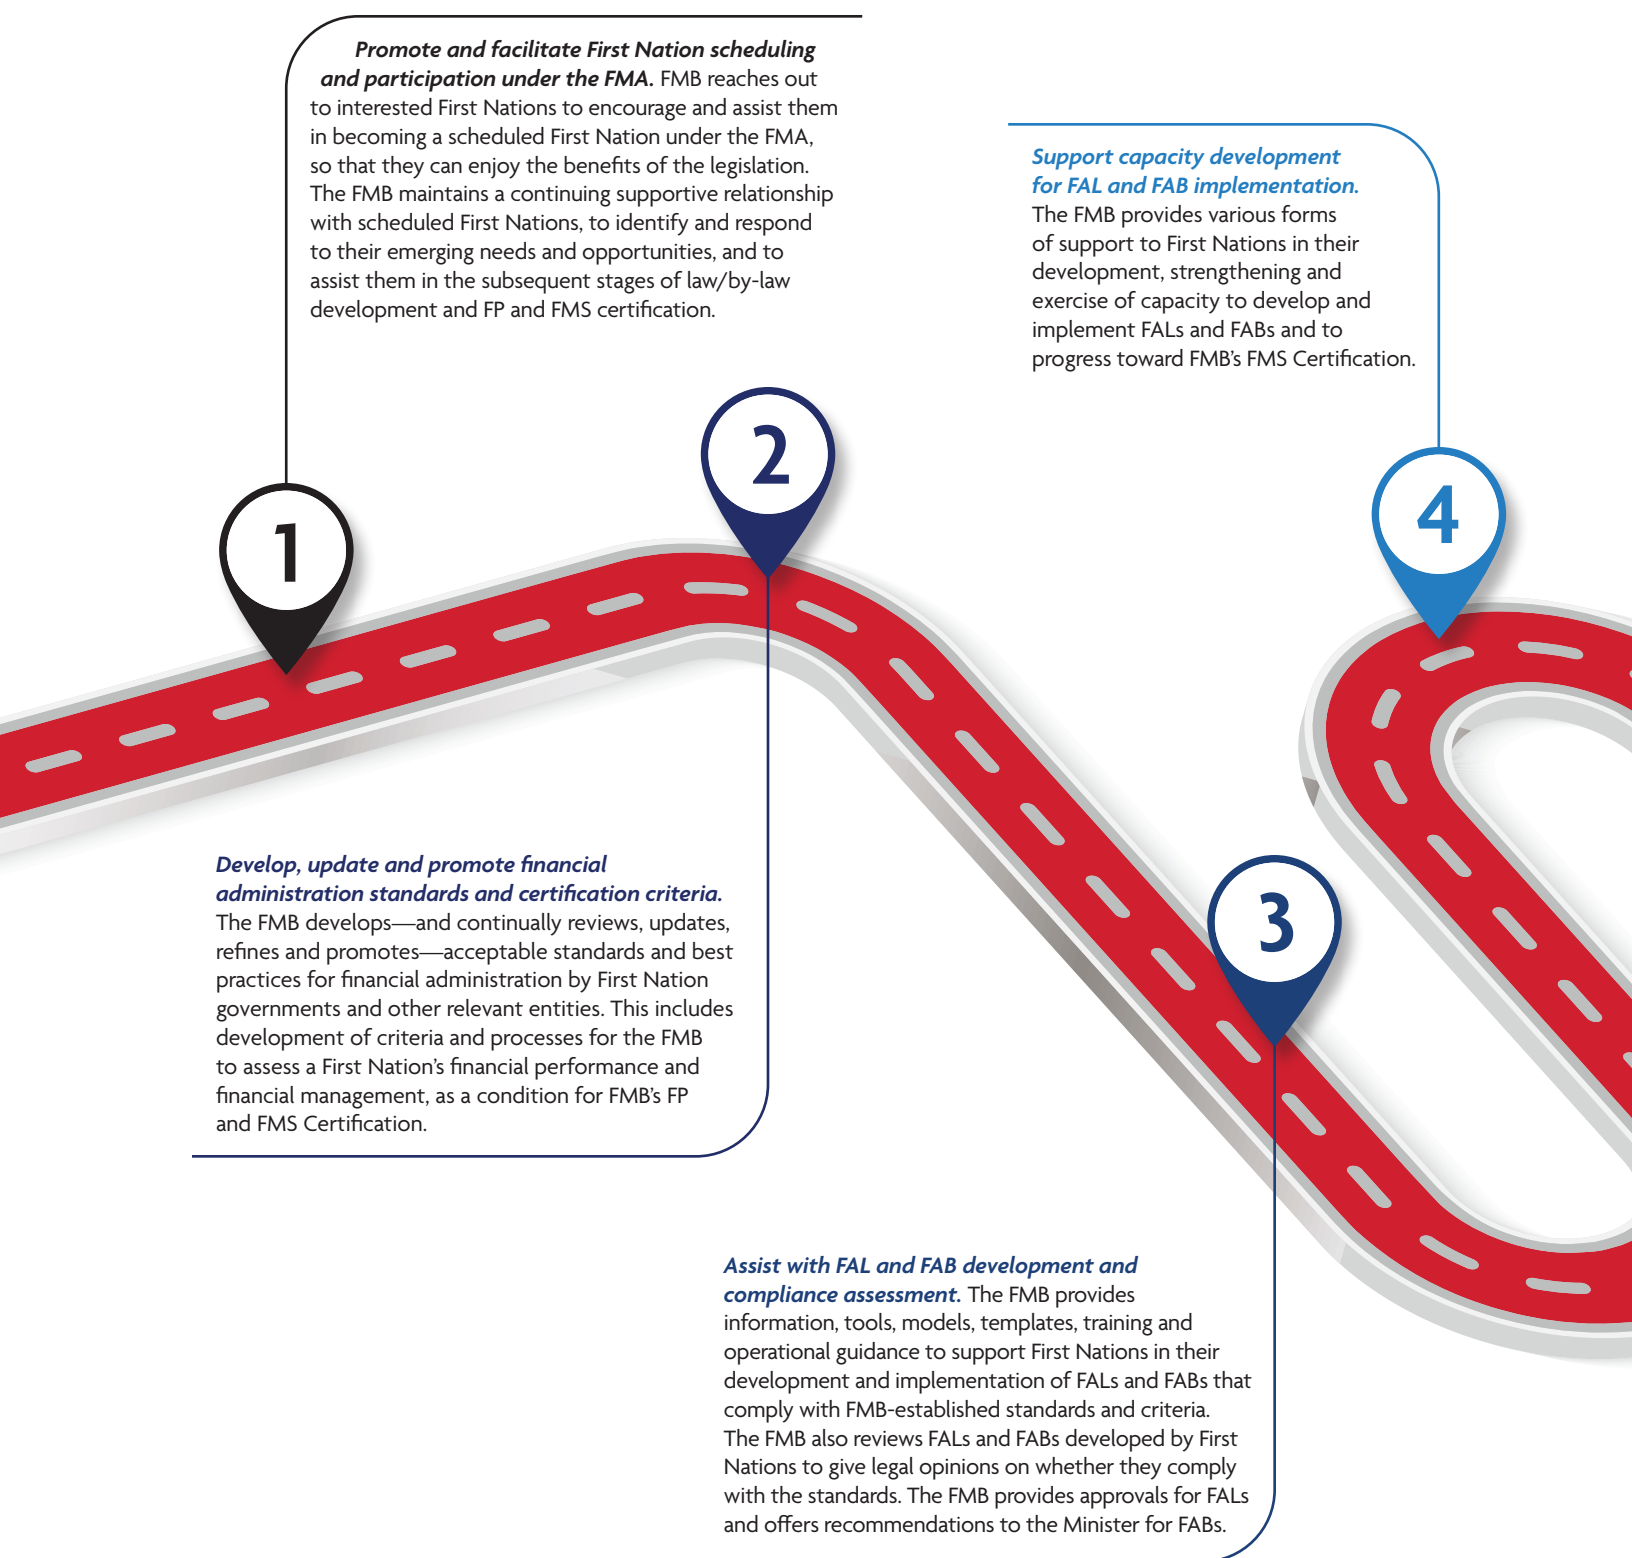 Promote and facilitate First Nation scheduling
and participation under the FMA. FMB reaches out
to interested First Nations to encourage and assist them
in becoming a scheduled First Nation under the FMA,
so that they can enjoy the benefits of the legislation.
The FMB maintains a continuing supportive relationship
with scheduled First Nations, to identify and respond
to their emerging needs and opportunities, and to
assist them in the subsequent stages of law/by-law
development and FP and FMS certification.
1
2
Develop, update and promote financial
administration standards and certification criteria.
The FMB develops—and continually reviews, updates,
refines and promotes—acceptable standards and best
practices for financial administration by First Nation
governments and other relevant entities. This includes
development of criteria and processes for the FMB
to assess a First Nation's financial performance and
financial management, as a condition for FMB's FP
and FMS Certification.
3
Assist with FAL and FAB development and
compliance assessment. The FMB provides
information, tools, models, templates, training and
operational guidance to support First Nations in their
development and implementation of FALs and FABs that
comply with FMB-established standards and criteria.
The FMB also reviews FALs and FABs developed by First
Nations to give legal opinions on whether they comply
with the standards. The FMB provides approvals for FALs
and offers recommendations to the Minister for FABs.
Support capacity development
for FAL and FAB implementation.
The FMB provides various forms
of support to First Nations in their
development, strengthening and
exercise of capacity to develop and
implement FALs and FABs and to
progress toward FMB's FMS Certification.
4